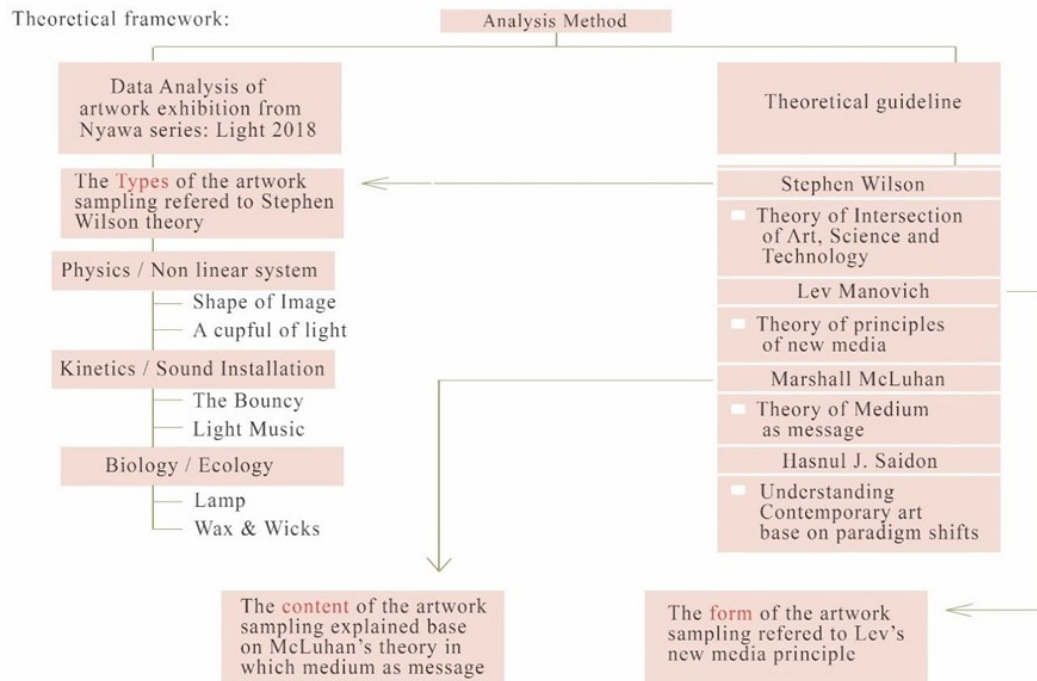 Theoretical framework:
Analysis Method
Data Analysis of
artwork exhibition from
Nyawa series: Light 2018
The Types of the artwork
sampling refered to Stephen
Wilson theory
Physics / Non linear system
Shape of Image
A cupful of light
Kinetics / Sound Installation
The Bouncy
Light Music
Biology / Ecology
Lamp
Wax & Wicks
Theoretical guideline
Stephen Wilson
Theory of Intersection
of Art, Science and
Technology
Lev Manovich
Theory of principles
of new media
Marshall McLuhan
Theory of Medium
as message
Hasnul J. Saidon
Understanding
Contemporary art
base on paradigm shifts
The content of the artwork
sampling explained base
on McLuhan's theory in
which medium as message
The form of the artwork
sampling refered to Lev's
new media principle